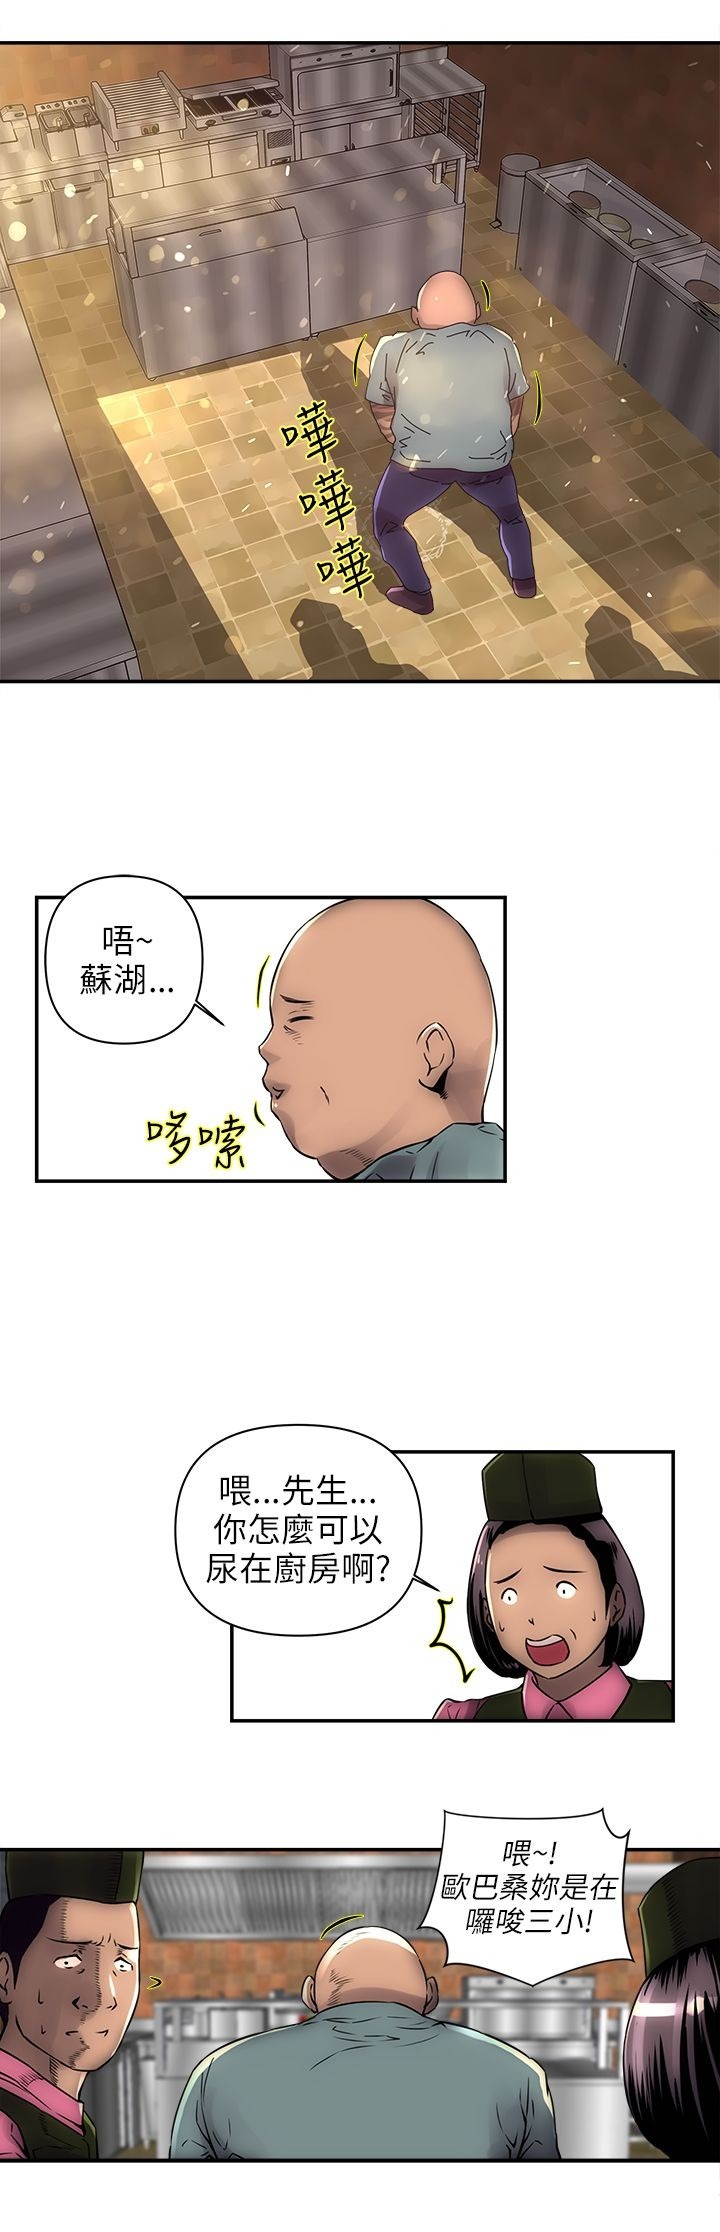 嘩
嘩
嘩
唔~
蘇湖...
哆嗦
喂...先生...
你怎麼可以
尿在廚房啊?
喂~!
歐巴桑妳是在
囉唆三小!